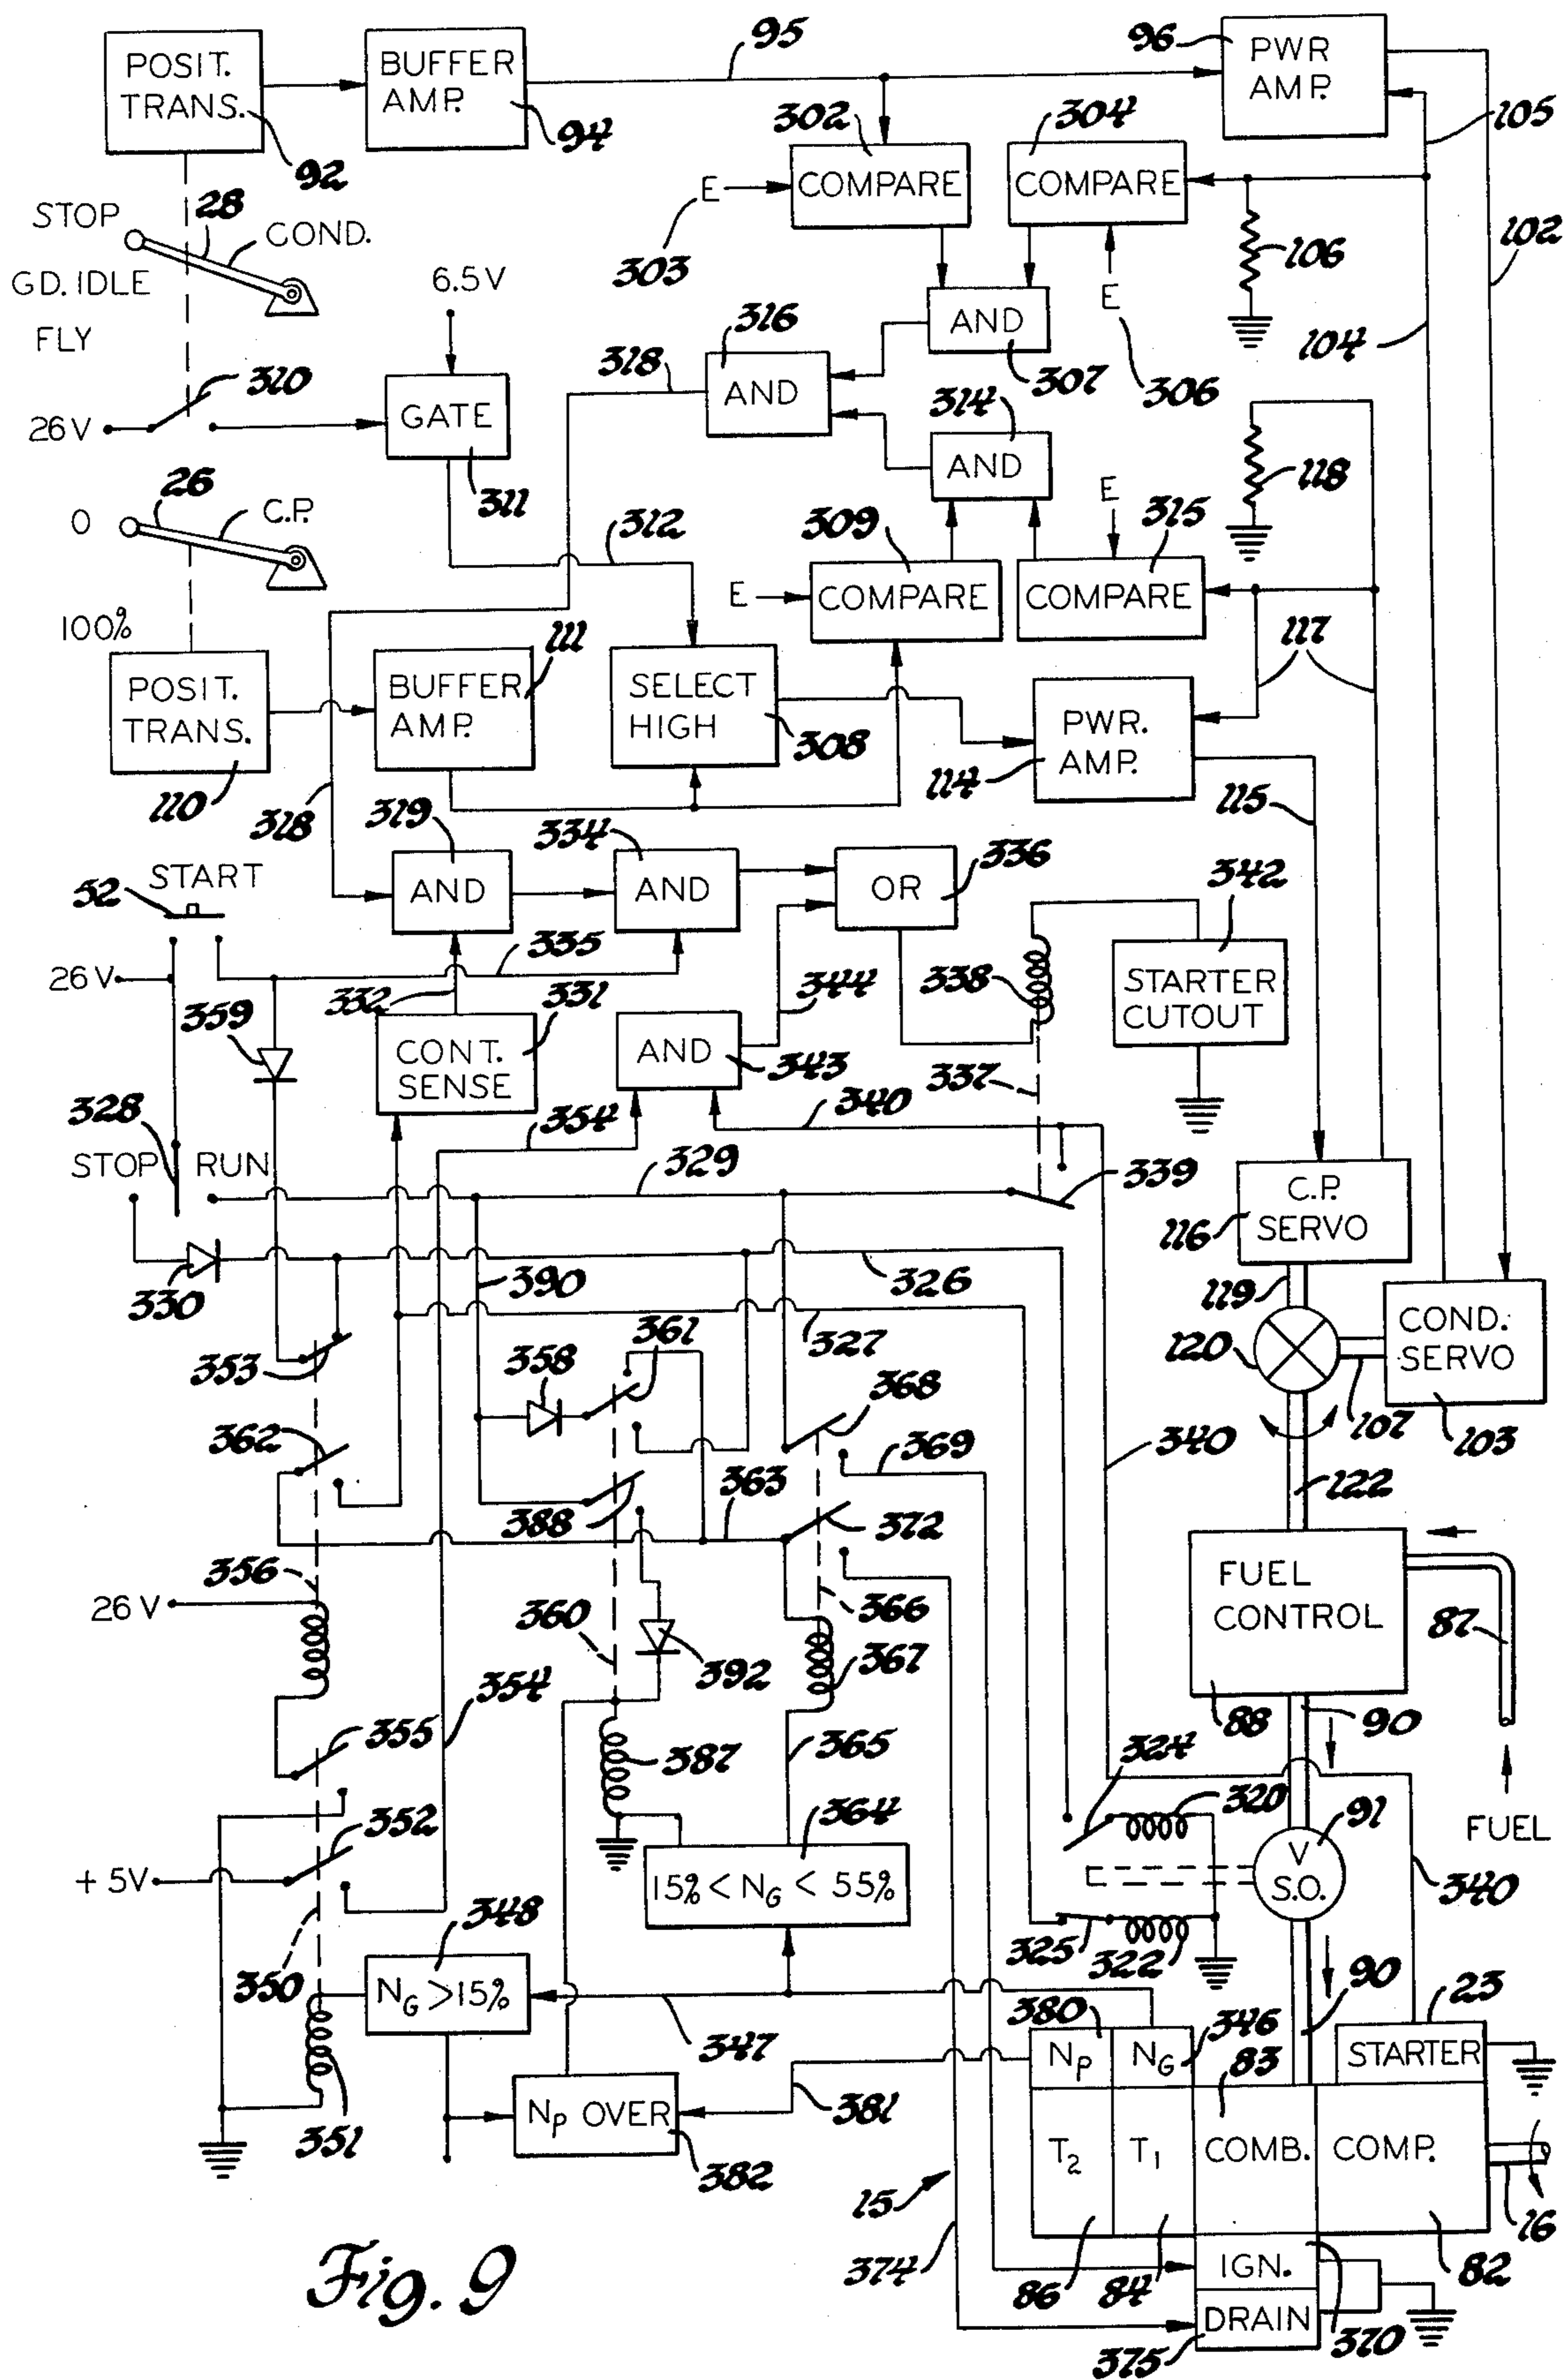 POSIT.
TRANS.
92
BUFFER
AMP.
94
95
96
PWR
AMP.
105
302
COMPARE
E
303
304
COMPARE
E
306
106
102
104
STOP
28
COND.
GD. IDLE
FLY
310
26V
6.5V
GATE
311
316
AND
318
AND
307
314
AND
118
0
26
C.P.
100%
312
309
E
COMPARE
E
315
COMPARE
117
POSIT.
TRANS.
110
BUFFER
AMP.
111
SELECT
HIGH
308
PWR.
AMP.
114
115
318
319
AND
334
AND
OR
336
START
52
26V
335
332
331
342
STARTER
CUTOUT
338
344
359
CONT.
SENSE
AND
343
337
340
354
328
STOP
RUN
329
339
C.P.
SERVO
116
330
390
326
327
119
120
COND.
SERVO
107
103
353
358
361
368
362
369
340
388
363
372
122
356
26V
360
366
FUEL
CONTROL
87
392
367
354
88
90
355
387
365
324
320
FUEL
352
364
91
V
S.O.
+5V
15% < NG < 55%
340
348
325
322
350
NG >15%
90
23
380
346
347
NP
NG
83
STARTER
351
NP OVER
381
382
T2
T1
COMB.
COMP.
15
16
374
IGN.
86
84
82
DRAIN
375
370
Fig. 9